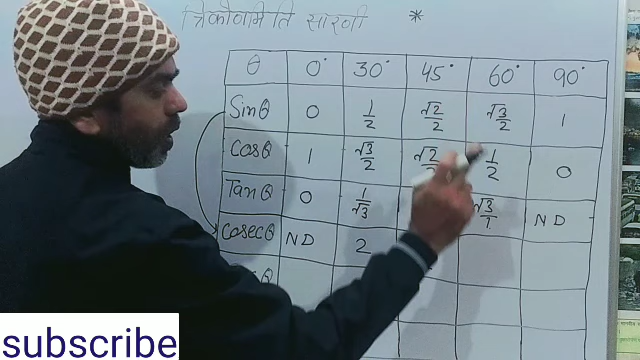 त्रिकोणमिति सारणी *
θ 0° 30° 45° 60° 90°
Sinθ 0 1/2 √2/2 √3/2 1
Cosθ 1 √3/2 √2/2 1/2 0
Tanθ 0 1/√3 √3/1 ND
Cosecθ ND 2
subscribe